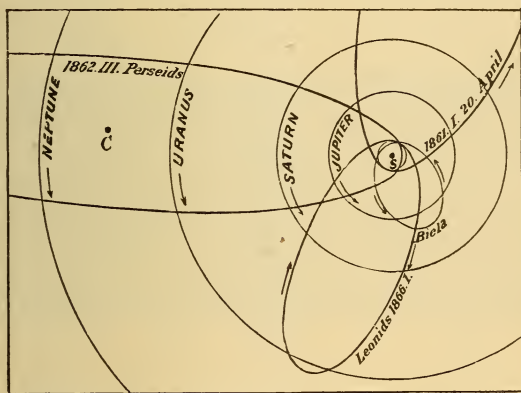 1862.III. Perseids
NEPTUNE
URANUS
SATURN
JUPITER
1861. I. 20. April
C
S
Biela
Leonids 1866. I.